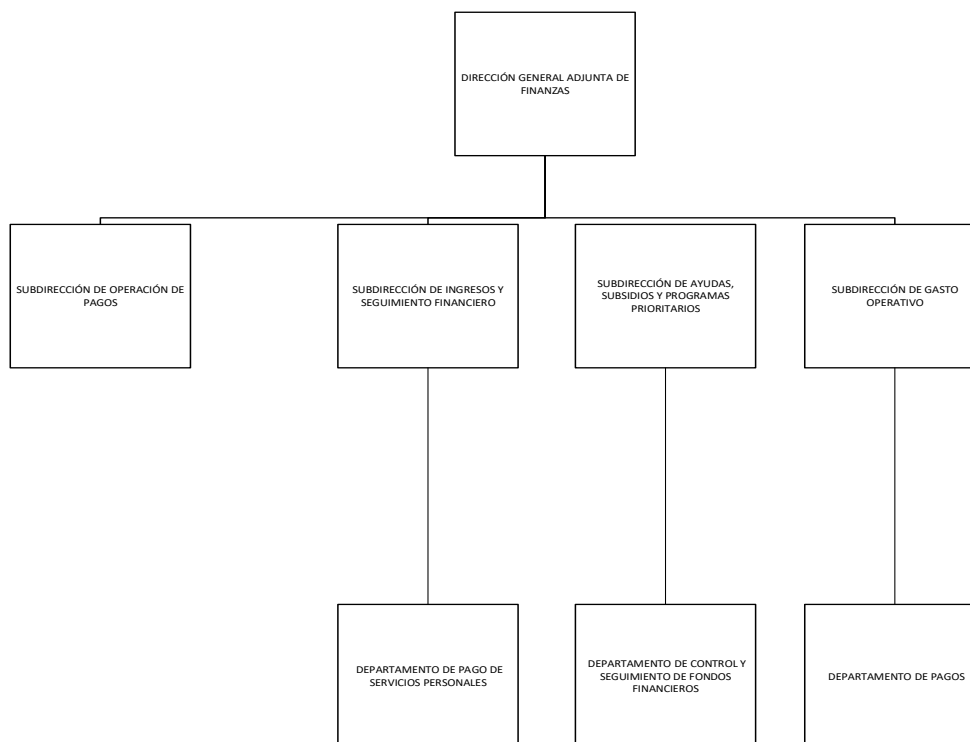 DIRECCIÓN GENERAL ADJUNTA DE
FINANZAS
SUBDIRECCIÓN DE OPERACIÓN DE
PAGOS
SUBDIRECCIÓN DE INGRESOS Y
SEGUIMIENTO FINANCIERO
SUBDIRECCIÓN DE AYUDAS,
SUBSIDIOS Y PROGRAMAS
PRIORITARIOS
SUBDIRECCIÓN DE GASTO
OPERATIVO
DEPARTAMENTO DE PAGO DE
SERVICIOS PERSONALES
DEPARTAMENTO DE CONTROL Y
SEGUIMIENTO DE FONDOS
FINANCIEROS
DEPARTAMENTO DE PAGOS